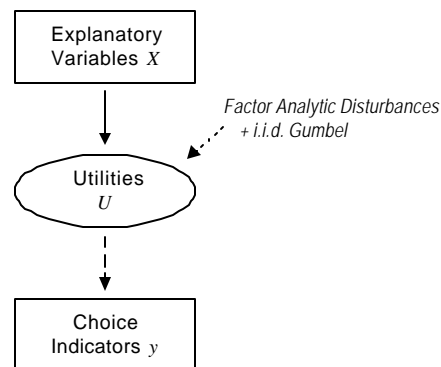 Explanatory
Variables X
Factor Analytic Disturbances
+ i.i.d. Gumbel
Utilities
U
Choice
Indicators y